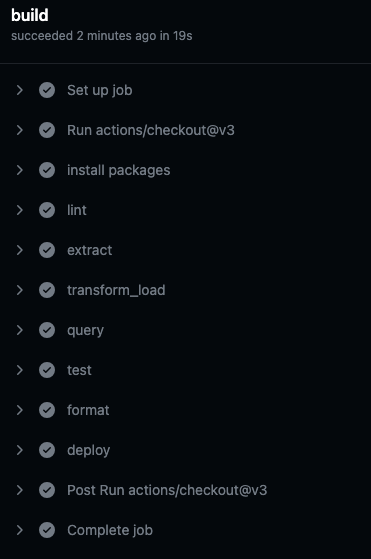 build
succeeded 2 minutes ago in 19s
Set up job
Run actions/checkout@v3
install packages
lint
extract
transform_load
query
test
format
deploy
Post Run actions/checkout@v3
Complete job